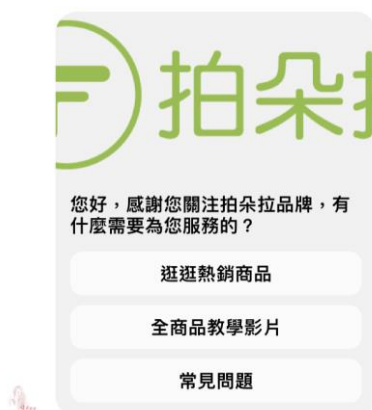 拍朵拉
您好，感謝您關注拍朵拉品牌，有
什麼需要為您服務的？
逛逛熱銷商品
全商品教學影片
常見問題